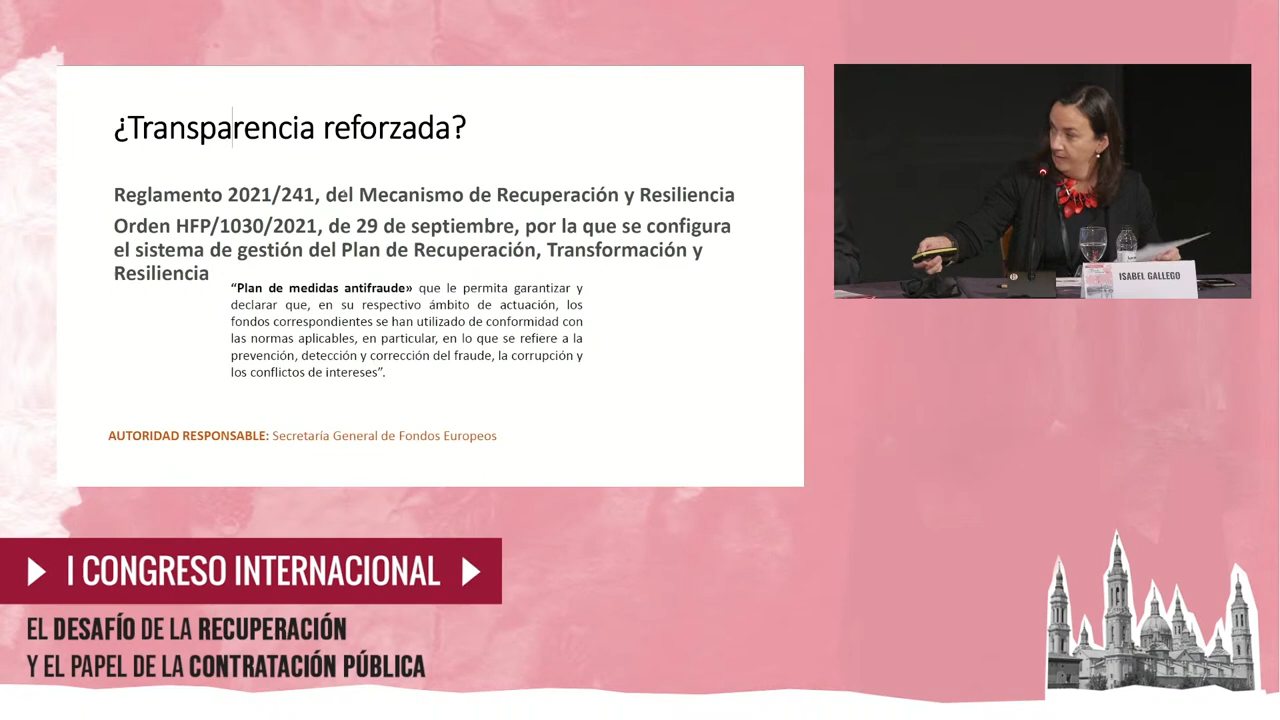 ¿Transparencia reforzada?
Reglamento 2021/241, del Mecanismo de Recuperación y Resiliencia
Orden HFP/1030/2021, de 29 de septiembre, por la que se configura
el sistema de gestión del Plan de Recuperación, Transformación y
Resiliencia
“Plan de medidas antifraude» que le permita garantizar y
declarar que, en su respectivo ámbito de actuación, los
fondos correspondientes se han utilizado de conformidad con
las normas aplicables, en particular, en lo que se refiere a la
prevención, detección y corrección del fraude, la corrupción y
los conflictos de intereses”.
AUTORIDAD RESPONSABLE: Secretaría General de Fondos Europeos
ISABEL GALLEGO
I CONGRESO INTERNACIONAL
EL DESAFÍO DE LA RECUPERACIÓN
Y EL PAPEL DE LA CONTRATACIÓN PÚBLICA